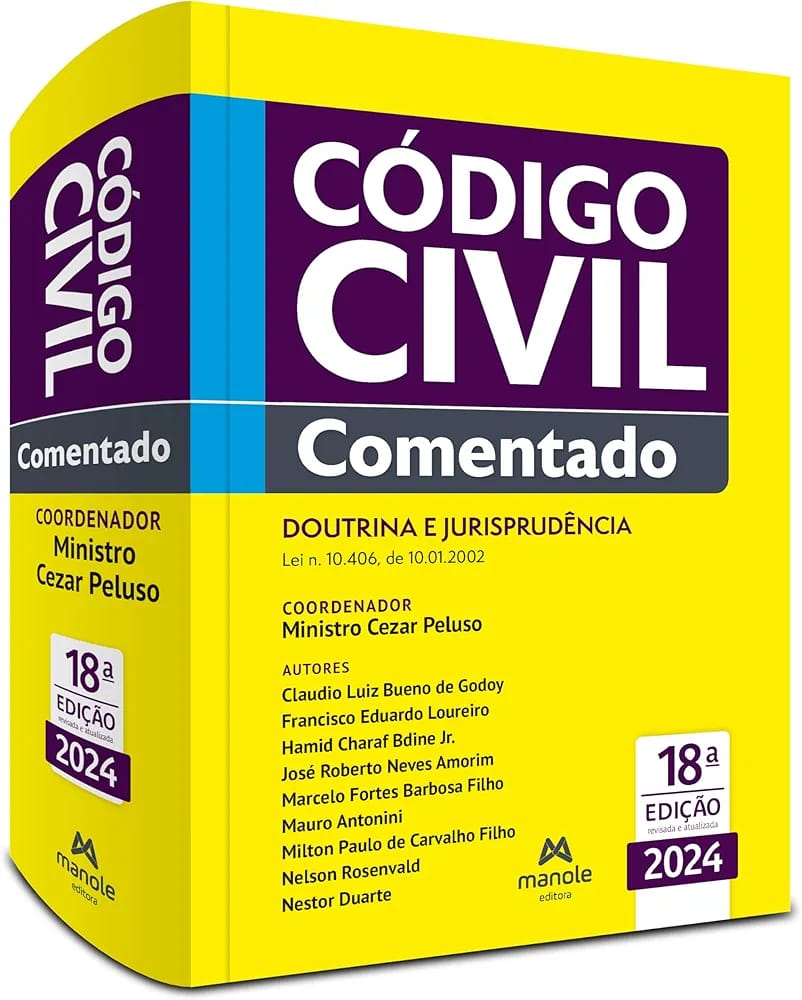 CÓDIGO
CIVIL
Comentado
COORDENADOR
Ministro
Cezar Peluso
18ª
EDIÇÃO
revisada e atualizada
2024
manole
editora
CÓDIGO
CIVIL
Comentado
DOUTRINA E JURISPRUDÊNCIA
Lei n. 10.406, de 10.01.2002
COORDENADOR
Ministro Cezar Peluso
AUTORES
Claudio Luiz Bueno de Godoy
Francisco Eduardo Loureiro
Hamid Charaf Bdine Jr.
José Roberto Neves Amorim
Marcelo Fortes Barbosa Filho
Mauro Antonini
Milton Paulo de Carvalho Filho
Nelson Rosenvald
Nestor Duarte
manole
editora
18ª
EDIÇÃO
revisada e atualizada
2024